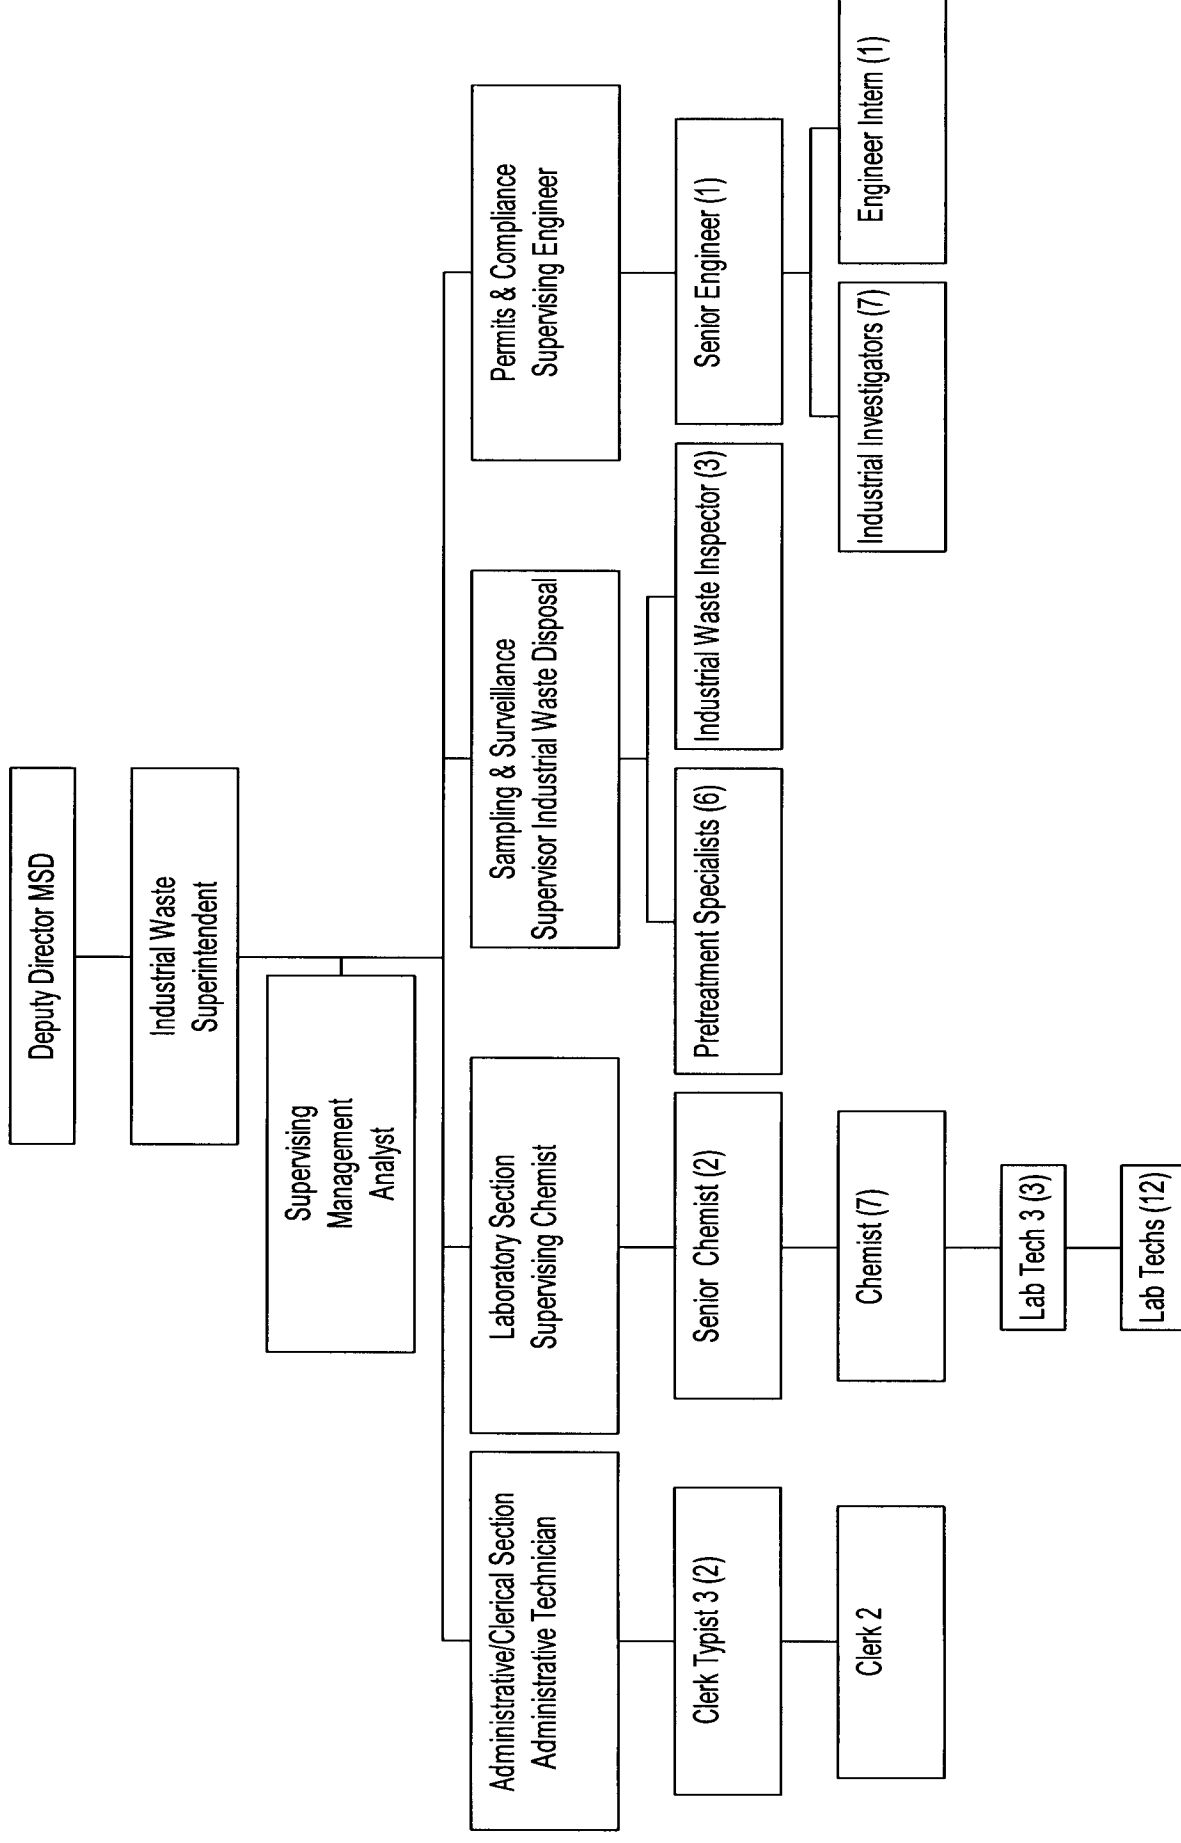 Deputy Director MSD
Industrial Waste
Superintendent
Supervising
Management
Analyst
Administrative/Clerical Section
Administrative Technician
Laboratory Section
Supervising Chemist
Sampling & Surveillance
Supervisor Industrial Waste Disposal
Permits & Compliance
Supervising Engineer
Clerk Typist 3 (2)
Senior Chemist (2)
Pretreatment Specialists (6)
Industrial Waste Inspector (3)
Senior Engineer (1)
Clerk 2
Chemist (7)
Industrial Investigators (7)
Engineer Intern (1)
Lab Tech 3 (3)
Lab Techs (12)